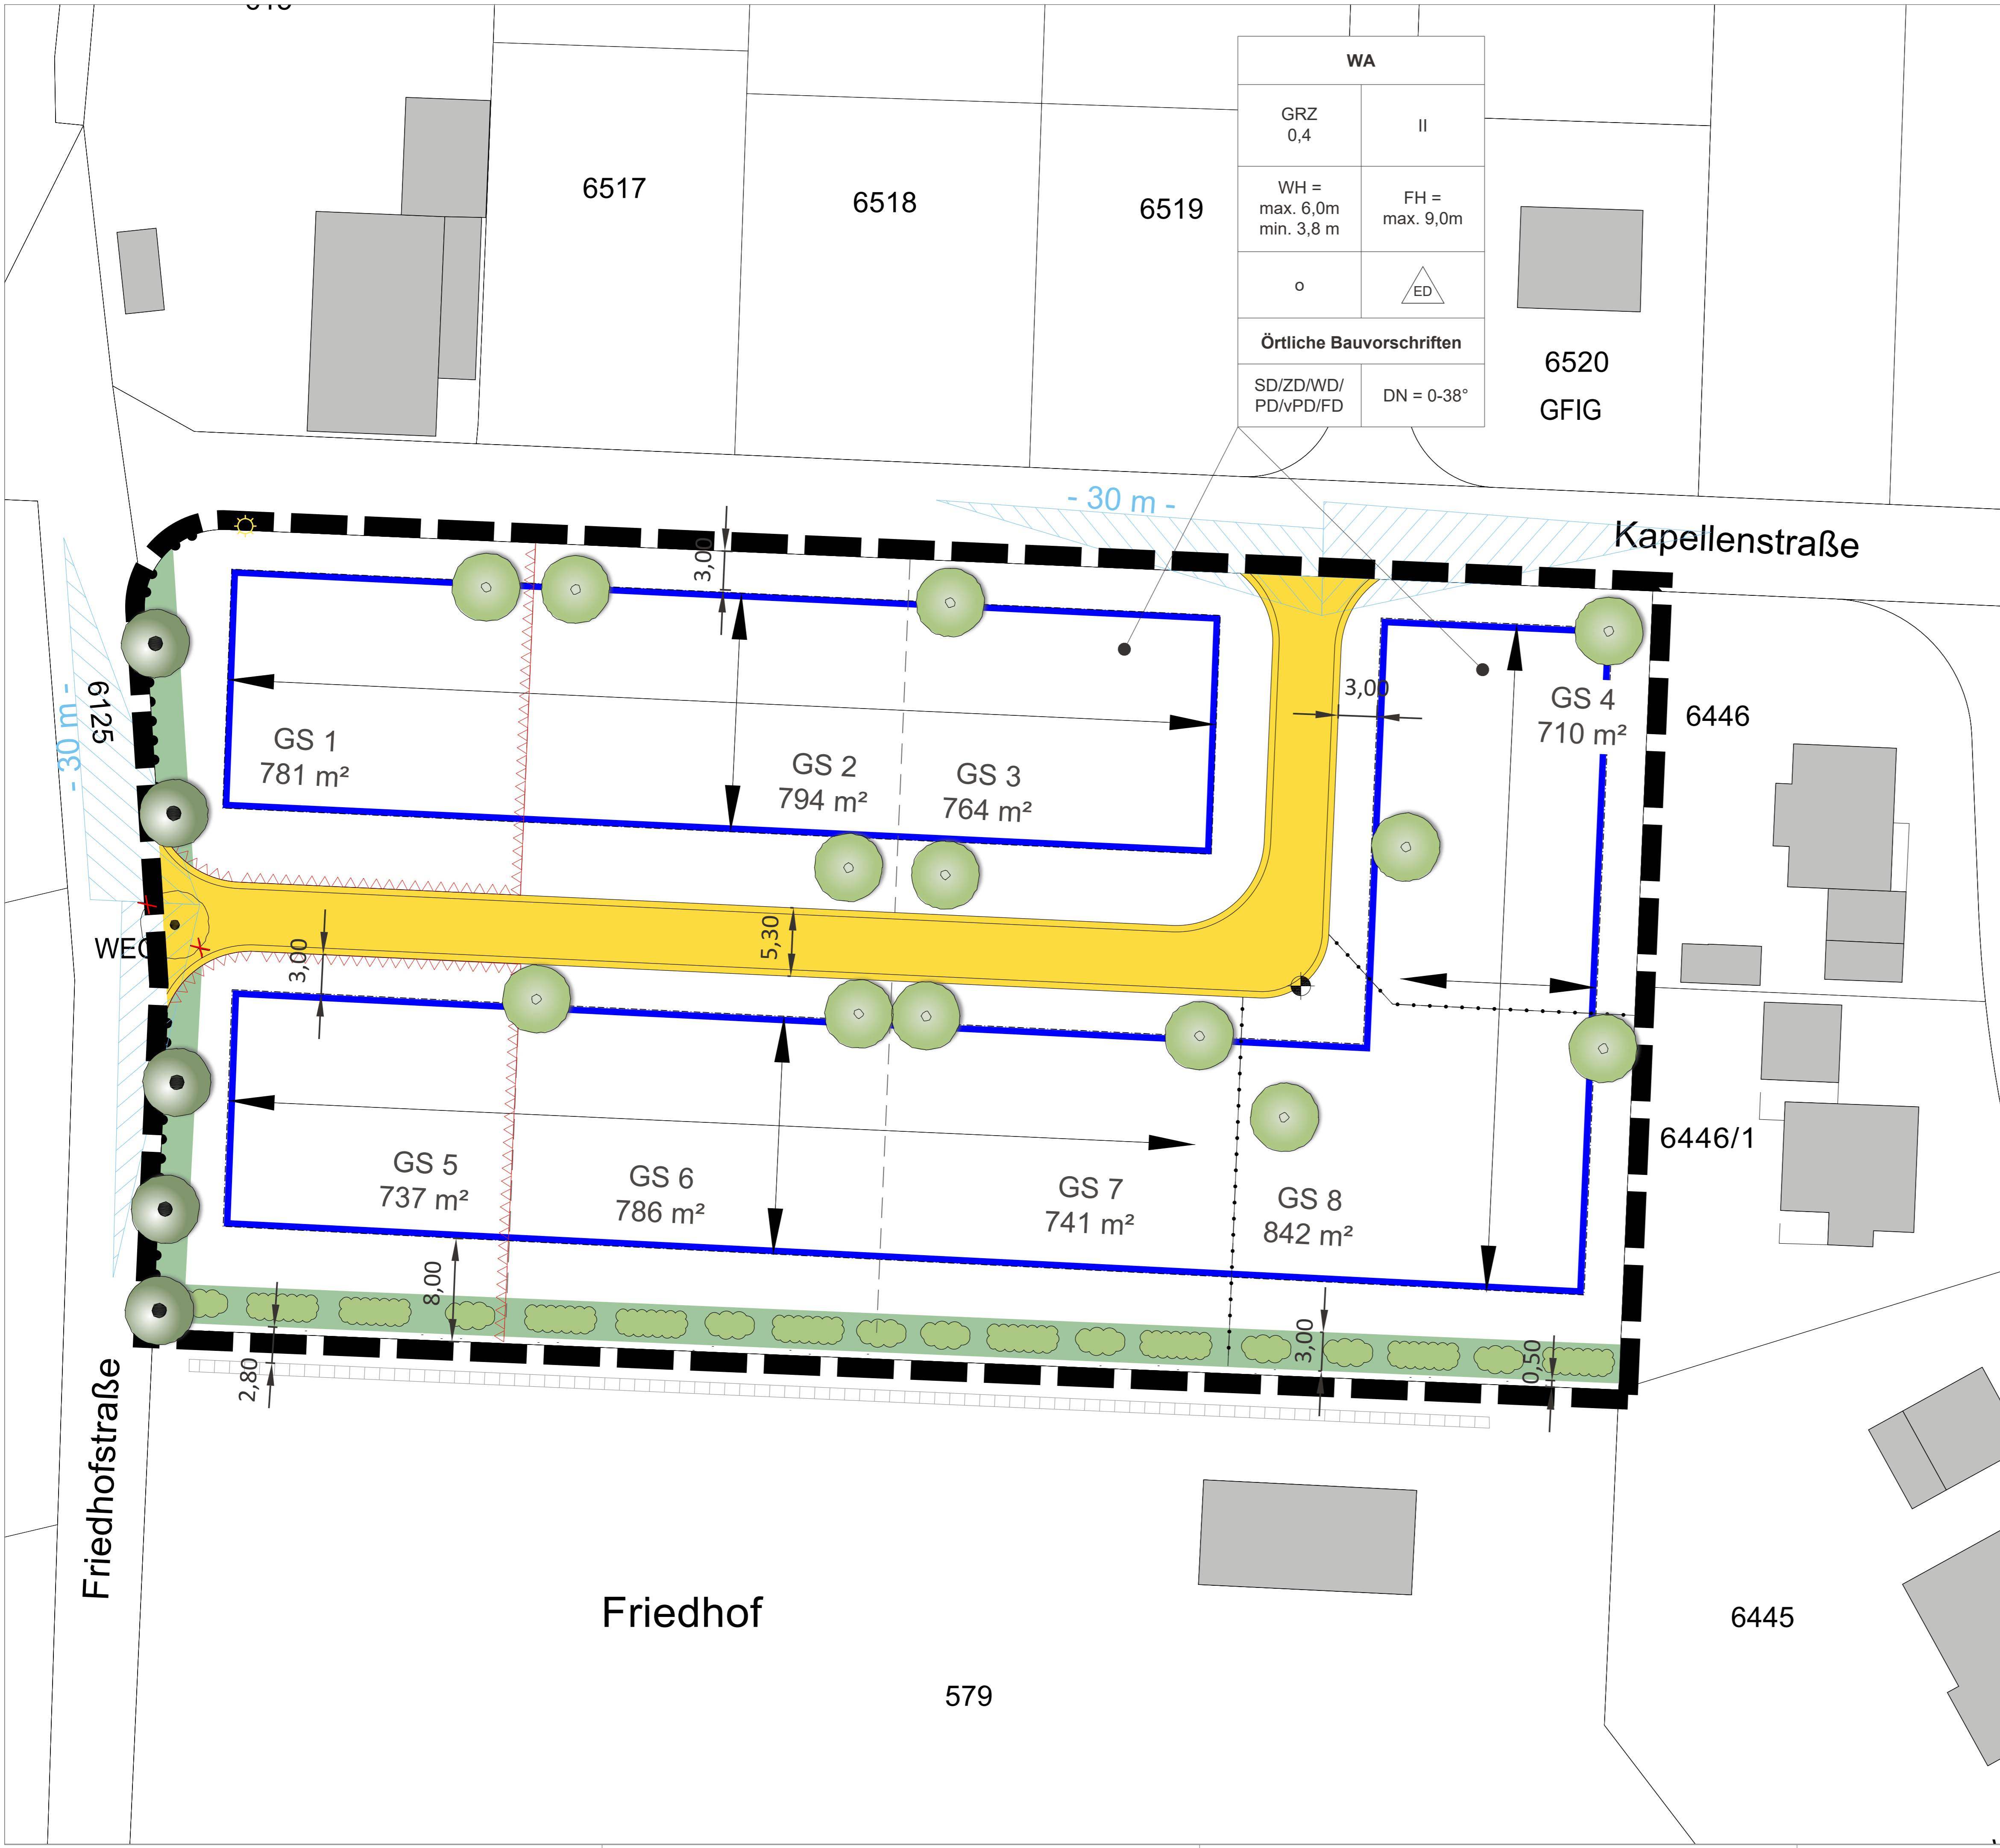 WA
GRZ
0,4
II
WH =
max. 6,0m
min. 3,8 m
FH =
max. 9,0m
o
ED
Örtliche Bauvorschriften
SD/ZD/WD/
PD/vPD/FD
DN = 0-38°
6517
6518
6519
6520
GFIG
- 30 m -
Kapellenstraße
3,00
6125
- 30 m -
GS 1
781 m²
GS 2
794 m²
GS 3
764 m²
3,00
GS 4
710 m²
6446
WEG
3,00
5,30
GS 5
737 m²
GS 6
786 m²
GS 7
741 m²
GS 8
842 m²
6446/1
8,00
2,80
3,00
0,50
Friedhofstraße
Friedhof
579
6445